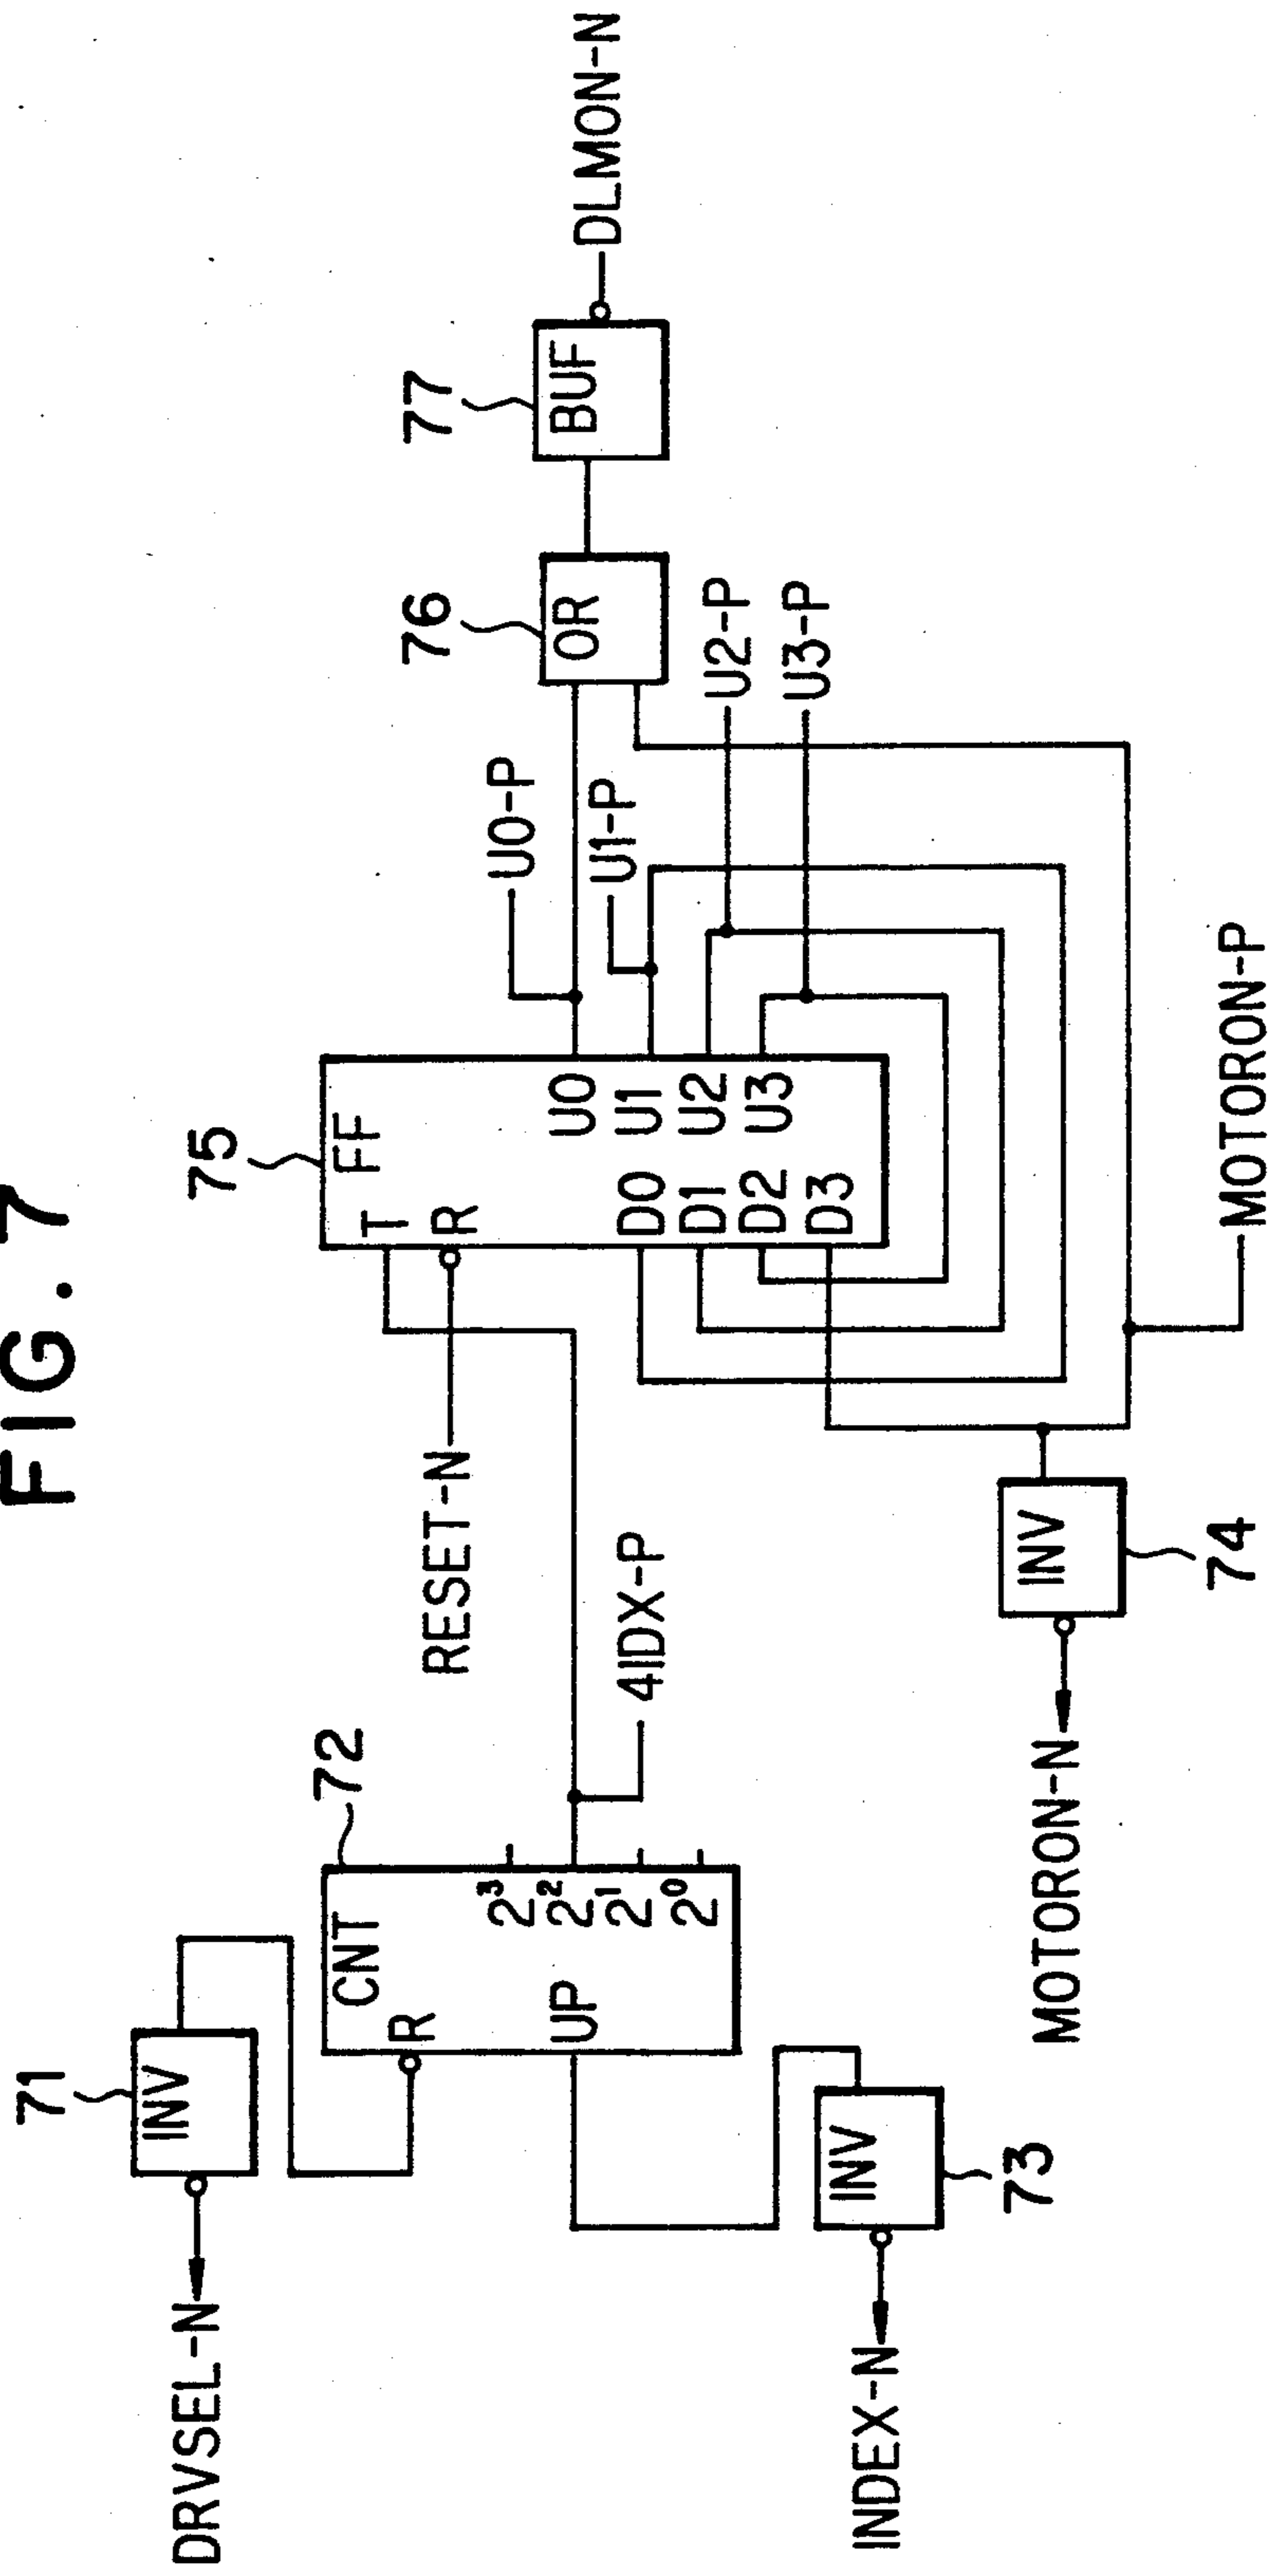 FIG. 7
71
INV
DRVSEL-N
72
CNT
R
UP
2³
2²
2¹
2⁰
4IDX-P
INV
73
INDEX-N
RESET-N
75
FF
T
R
D0
D1
D2
D3
U0
U1
U2
U3
U0-P
U1-P
U2-P
U3-P
76
OR
77
BUF
DLMON-N
INV
74
MOTORON-N
MOTORON-P